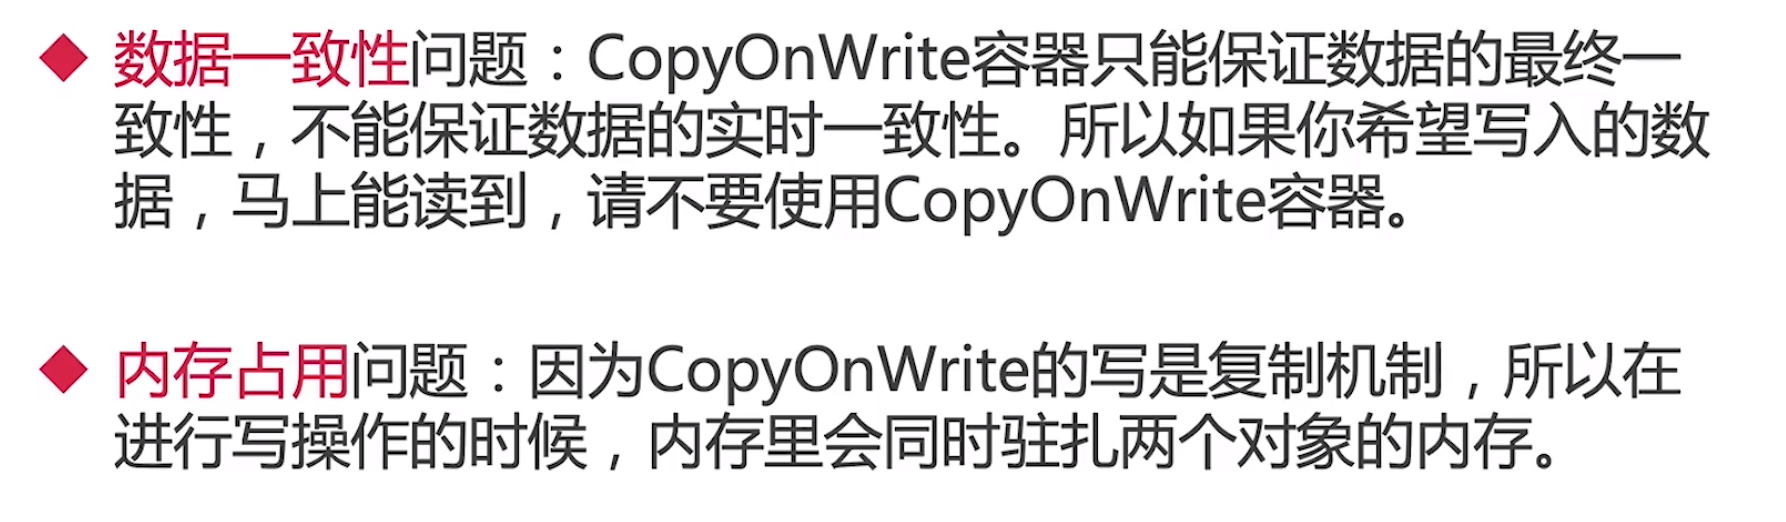 数据一致性问题：CopyOnWrite容器只能保证数据的最终一
致性，不能保证数据的实时一致性。所以如果你希望写入的数
据，马上能读到，请不要使用CopyOnWrite容器。
内存占用问题：因为CopyOnWrite的写是复制机制，所以在
进行写操作的时候，内存里会同时驻扎两个对象的内存。